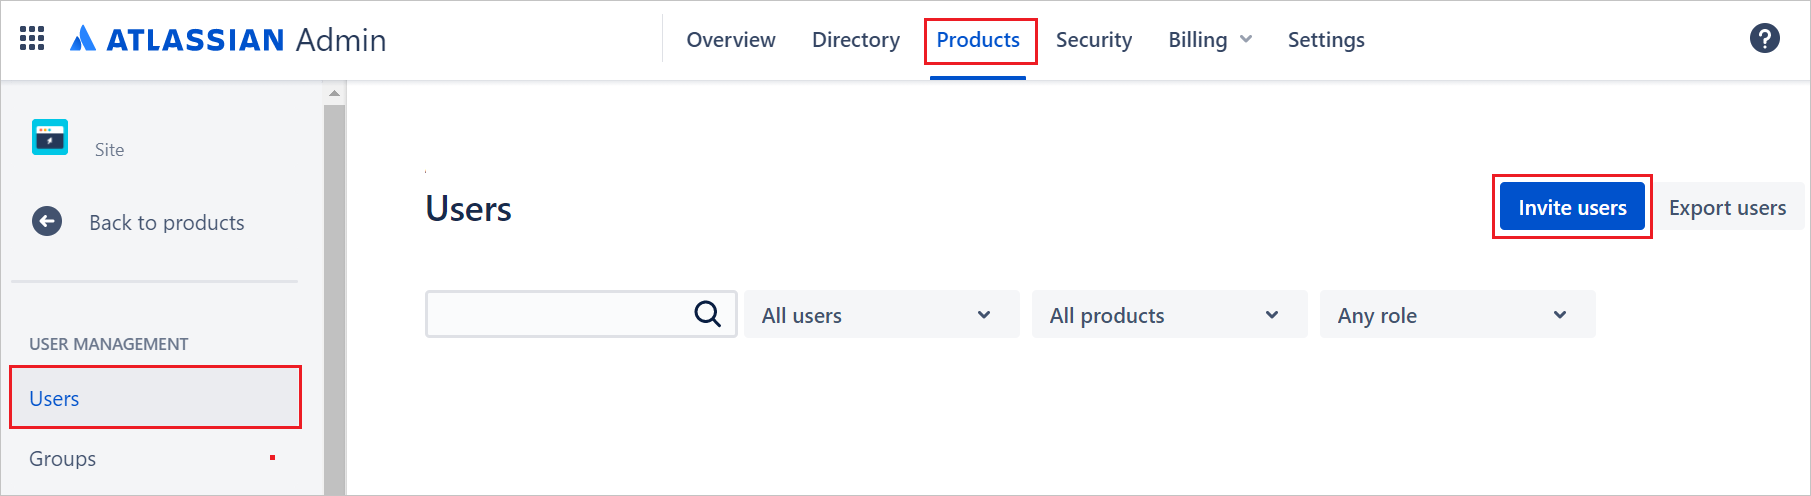 ATLASSIAN Admin
Overview Directory Products Security Billing Settings ?
Site
Back to products
USER MANAGEMENT
Users
Groups
Users
Invite users Export users
All users All products Any role